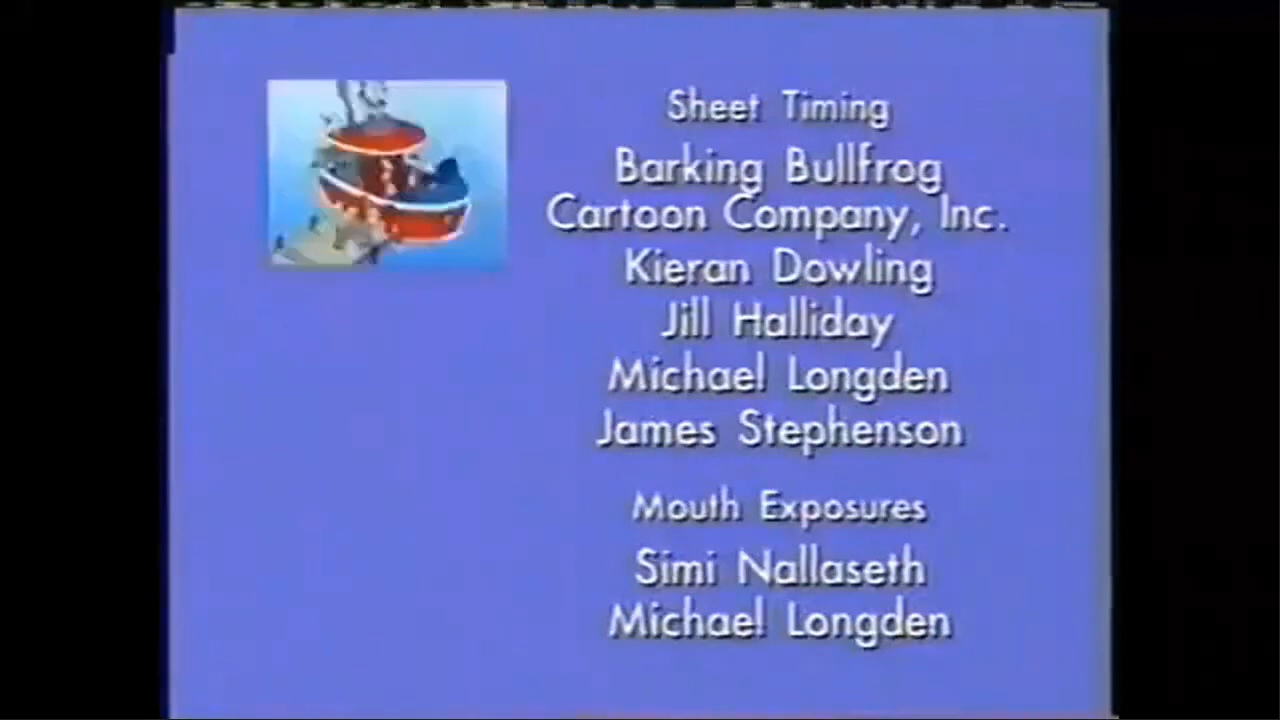 Sheet Timing
Barking Bullfrog
Cartoon Company, Inc.
Kieran Dowling
Jill Halliday
Michael Longden
James Stephenson
Mouth Exposures
Simi Nallaseth
Michael Longden